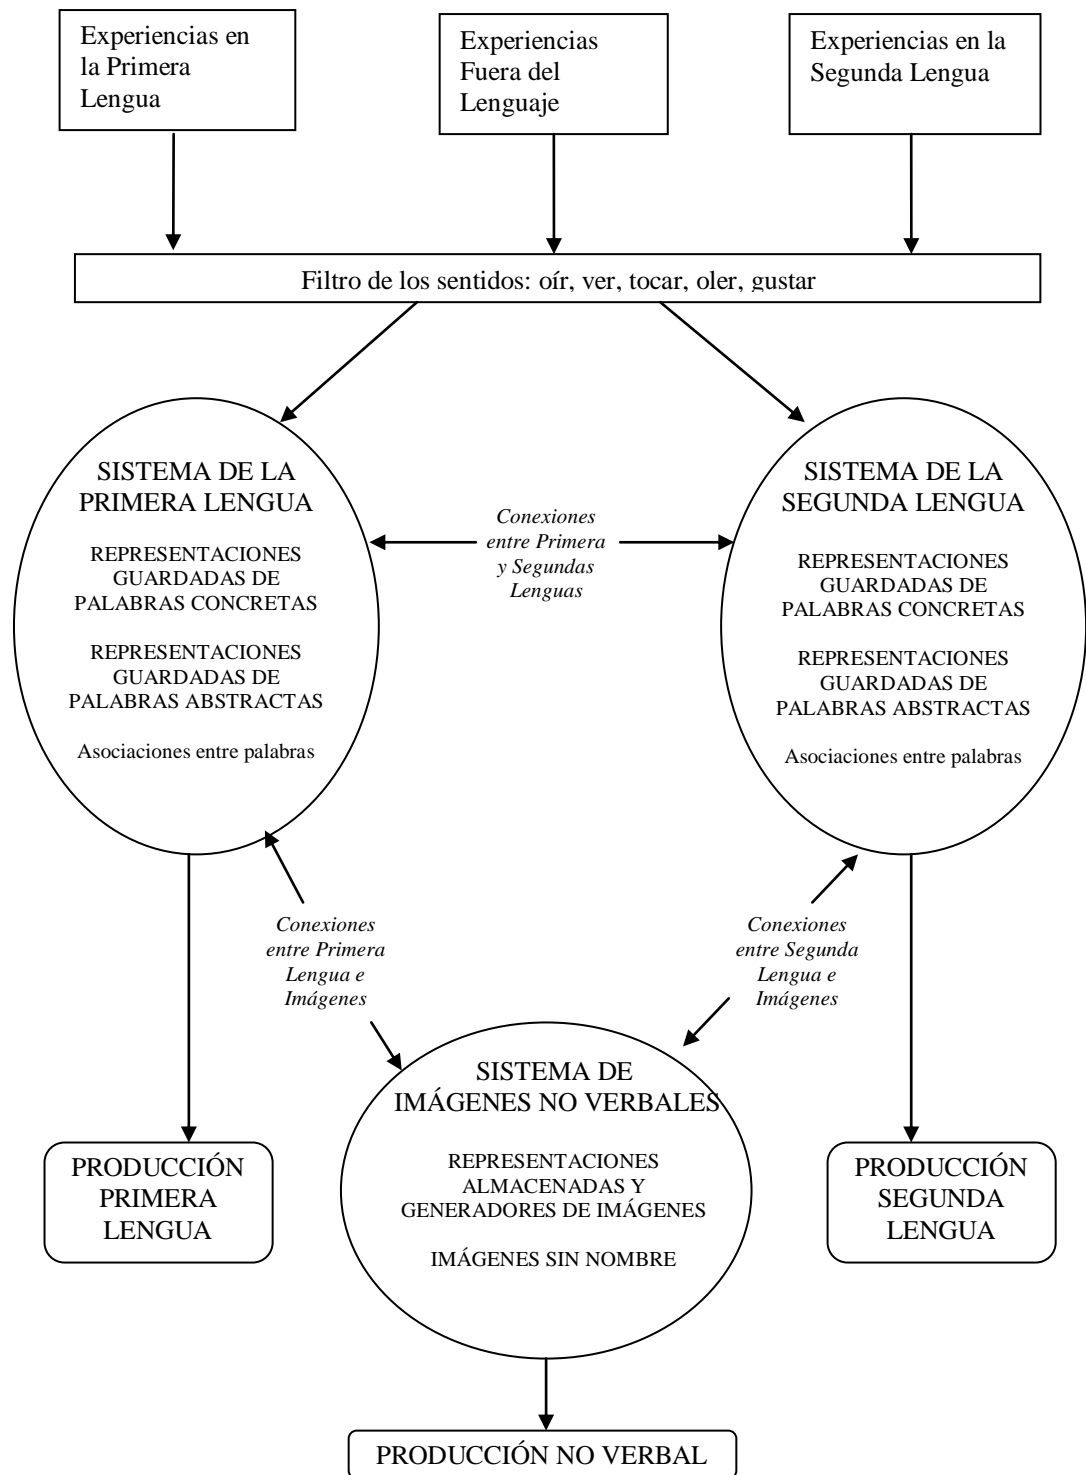 Experiencias en
la Primera
Lengua
Experiencias
Fuera del
Lenguaje
Experiencias en la
Segunda Lengua
Filtro de los sentidos: oír, ver, tocar, oler, gustar
SISTEMA DE LA
PRIMERA LENGUA
REPRESENTACIONES
GUARDADAS DE
PALABRAS CONCRETAS
REPRESENTACIONES
GUARDADAS DE
PALABRAS ABSTRACTAS
Asociaciones entre palabras
Conexiones
entre Primera
y Segundas
Lenguas
SISTEMA DE LA
SEGUNDA LENGUA
REPRESENTACIONES
GUARDADAS DE
PALABRAS CONCRETAS
REPRESENTACIONES
GUARDADAS DE
PALABRAS ABSTRACTAS
Asociaciones entre palabras
Conexiones
entre Primera
Lengua e
Imágenes
Conexiones
entre Segunda
Lengua e
Imágenes
SISTEMA DE
IMÁGENES NO VERBALES
REPRESENTACIONES
ALMACENADAS Y
GENERADORES DE IMÁGENES
IMÁGENES SIN NOMBRE
PRODUCCIÓN
PRIMERA
LENGUA
PRODUCCIÓN
SEGUNDA
LENGUA
PRODUCCIÓN NO VERBAL